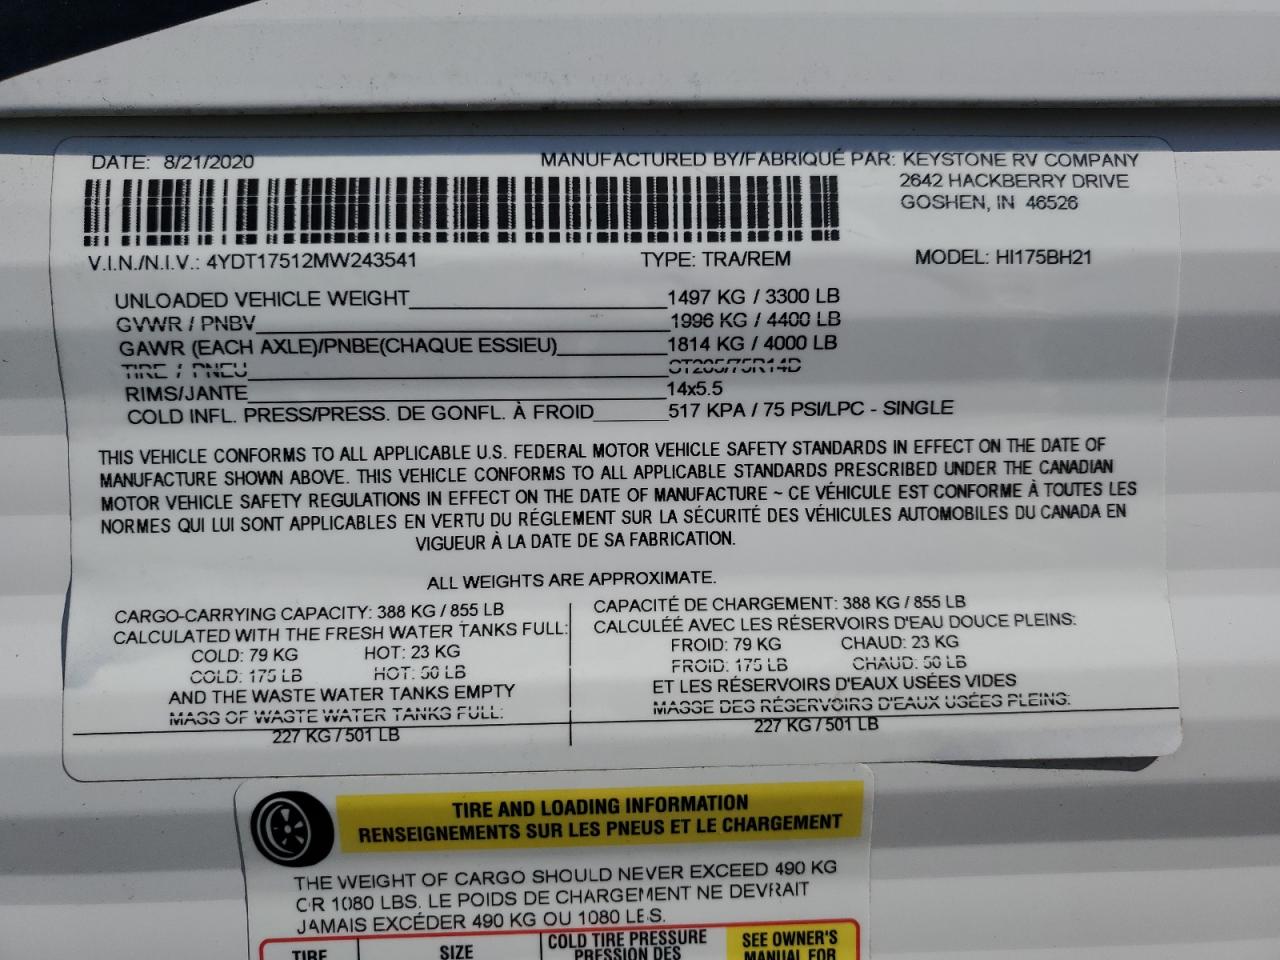 DATE: 8/21/2020
MANUFACTURED BY/FABRIQUÉ PAR: KEYSTONE RV COMPANY
2642 HACKBERRY DRIVE
GOSHEN, IN 46526
V.I.N./N.I.V.: 4YDT17512MW243541 TYPE: TRA/REM MODEL: HI175BH21
UNLOADED VEHICLE WEIGHT 1497 KG / 3300 LB
GVWR / PNBV 1996 KG / 4400 LB
GAWR (EACH AXLE)/PNBE(CHAQUE ESSIEU) 1814 KG / 4000 LB
TIRE / PNEU ST205/75R14D
RIMS/JANTE 14x5.5
COLD INFL. PRESS/PRESS. DE GONFL. À FROID 517 KPA / 75 PSI/LPC - SINGLE
THIS VEHICLE CONFORMS TO ALL APPLICABLE U.S. FEDERAL MOTOR VEHICLE SAFETY STANDARDS IN EFFECT ON THE DATE OF
MANUFACTURE SHOWN ABOVE. THIS VEHICLE CONFORMS TO ALL APPLICABLE STANDARDS PRESCRIBED UNDER THE CANADIAN
MOTOR VEHICLE SAFETY REGULATIONS IN EFFECT ON THE DATE OF MANUFACTURE ~ CE VÉHICULE EST CONFORME À TOUTES LES
NORMES QUI LUI SONT APPLICABLES EN VERTU DU RÉGLEMENT SUR LA SÉCURITÉ DES VÉHICULES AUTOMOBILES DU CANADA EN
VIGUEUR À LA DATE DE SA FABRICATION.
ALL WEIGHTS ARE APPROXIMATE.
CARGO-CARRYING CAPACITY: 388 KG / 855 LB
CALCULATED WITH THE FRESH WATER TANKS FULL:
COLD: 79 KG HOT: 23 KG
COLD: 175 LB HOT: 50 LB
AND THE WASTE WATER TANKS EMPTY
MASS OF WASTE WATER TANKS FULL:
227 KG / 501 LB
CAPACITÉ DE CHARGEMENT: 388 KG / 855 LB
CALCULÉE AVEC LES RÉSERVOIRS D'EAU DOUCE PLEINS:
FROID: 79 KG CHAUD: 23 KG
FROID: 175 LB CHAUD: 50 LB
ET LES RÉSERVOIRS D'EAUX USÉES VIDES
MASSE DES RÉSERVOIRS D'EAUX USÉES PLEINS:
227 KG / 501 LB
TIRE AND LOADING INFORMATION
RENSEIGNEMENTS SUR LES PNEUS ET LE CHARGEMENT
THE WEIGHT OF CARGO SHOULD NEVER EXCEED 490 KG
OR 1080 LBS. LE POIDS DE CHARGEMENT NE DEVRAIT
JAMAIS EXCÉDER 490 KG OU 1080 LBS.
TIRE SIZE COLD TIRE PRESSURE SEE OWNER'S
PRESSION DES MANUAL FOR